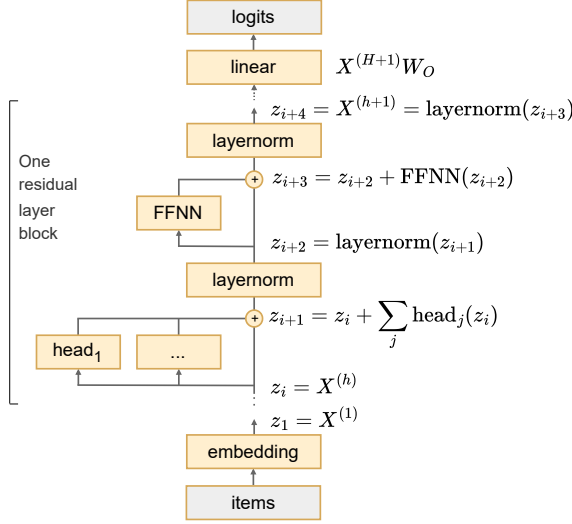 logits
linear
X^{(H+1)}W_O
z_{i+4} = X^{(h+1)} = layernorm(z_{i+3})
layernorm
One
residual
layer
block
+
z_{i+3} = z_{i+2} + FFNN(z_{i+2})
FFNN
z_{i+2} = layernorm(z_{i+1})
layernorm
+
z_{i+1} = z_i + \sum_j head_j(z_i)
head_1
...
z_i = X^{(h)}
z_1 = X^{(1)}
embedding
items